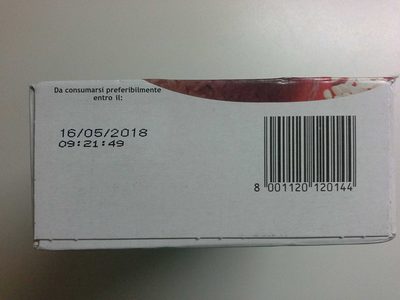 Da consumarsi preferibilmente
entro il:
16/05/2018
09:21:49
8 001120 120144